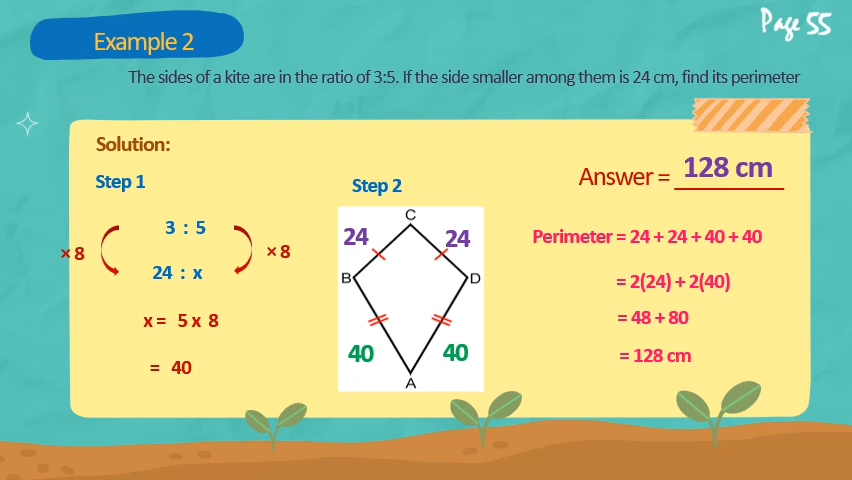 Page 55
Example 2
The sides of a kite are in the ratio of 3:5. If the side smaller among them is 24 cm, find its perimeter
Solution:
Step 1
3 : 5
× 8
× 8
24 : x
x = 5 x 8
= 40
Step 2
C
24
24
B
D
40
40
A
Answer = 128 cm
Perimeter = 24 + 24 + 40 + 40
= 2(24) + 2(40)
= 48 + 80
= 128 cm